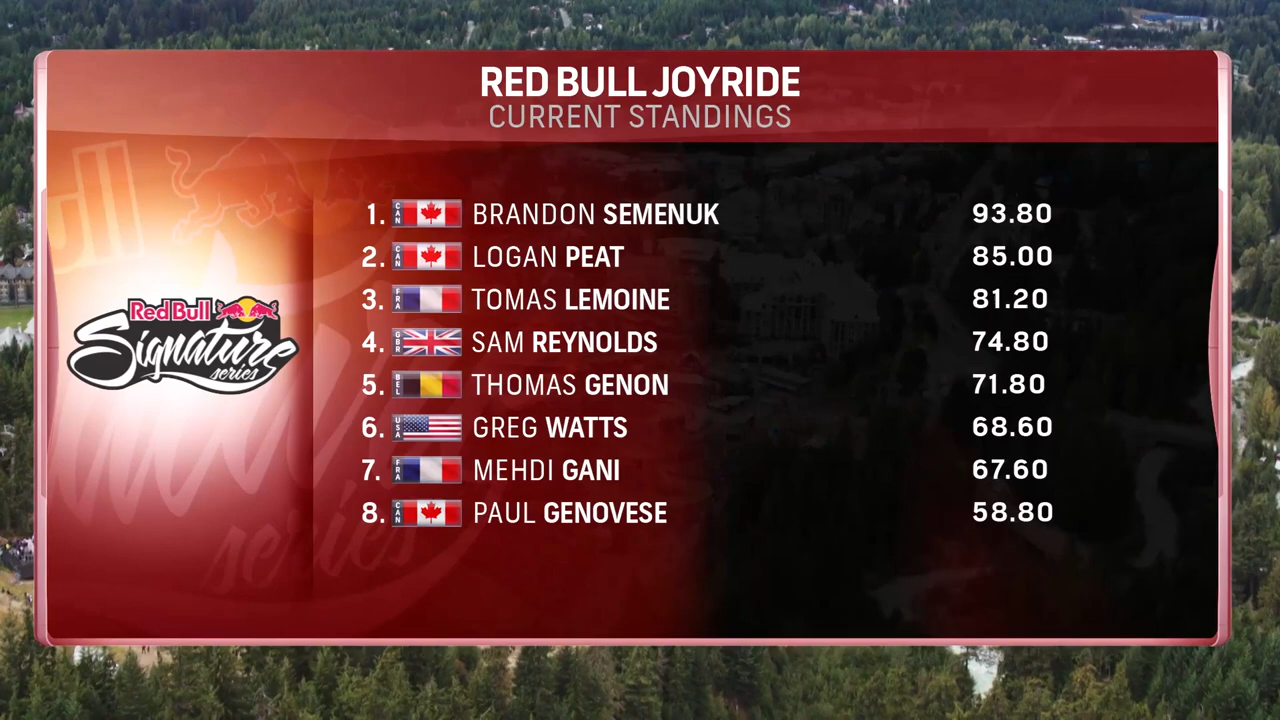 RED BULL JOYRIDE
CURRENT STANDINGS
1. CAN BRANDON SEMENUK 93.80
2. CAN LOGAN PEAT 85.00
3. FRA TOMAS LEMOINE 81.20
4. GBR SAM REYNOLDS 74.80
5. BEL THOMAS GENON 71.80
6. USA GREG WATTS 68.60
7. FRA MEHDI GANI 67.60
8. CAN PAUL GENOVESE 58.80
Red Bull
Signature
series
ull
series